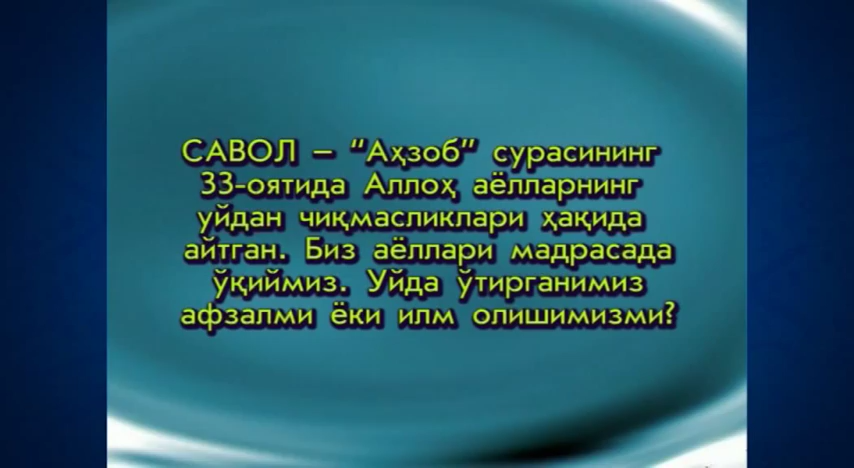 САВОЛ – “Аҳзоб” сурасининг
33-оятида Аллоҳ аёлларнинг
уйдан чиқмасликлари ҳақида
айтган. Биз аёллари мадрасада
ўқиймиз. Уйда ўтирганимиз
афзалми ёки илм олишимизми?